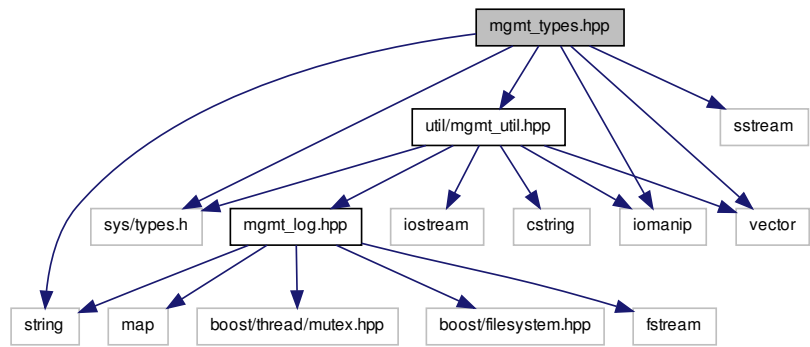 mgmt_types.hpp
util/mgmt_util.hpp
sstream
sys/types.h
mgmt_log.hpp
iostream
cstring
iomanip
vector
string
map
boost/thread/mutex.hpp
boost/filesystem.hpp
fstream